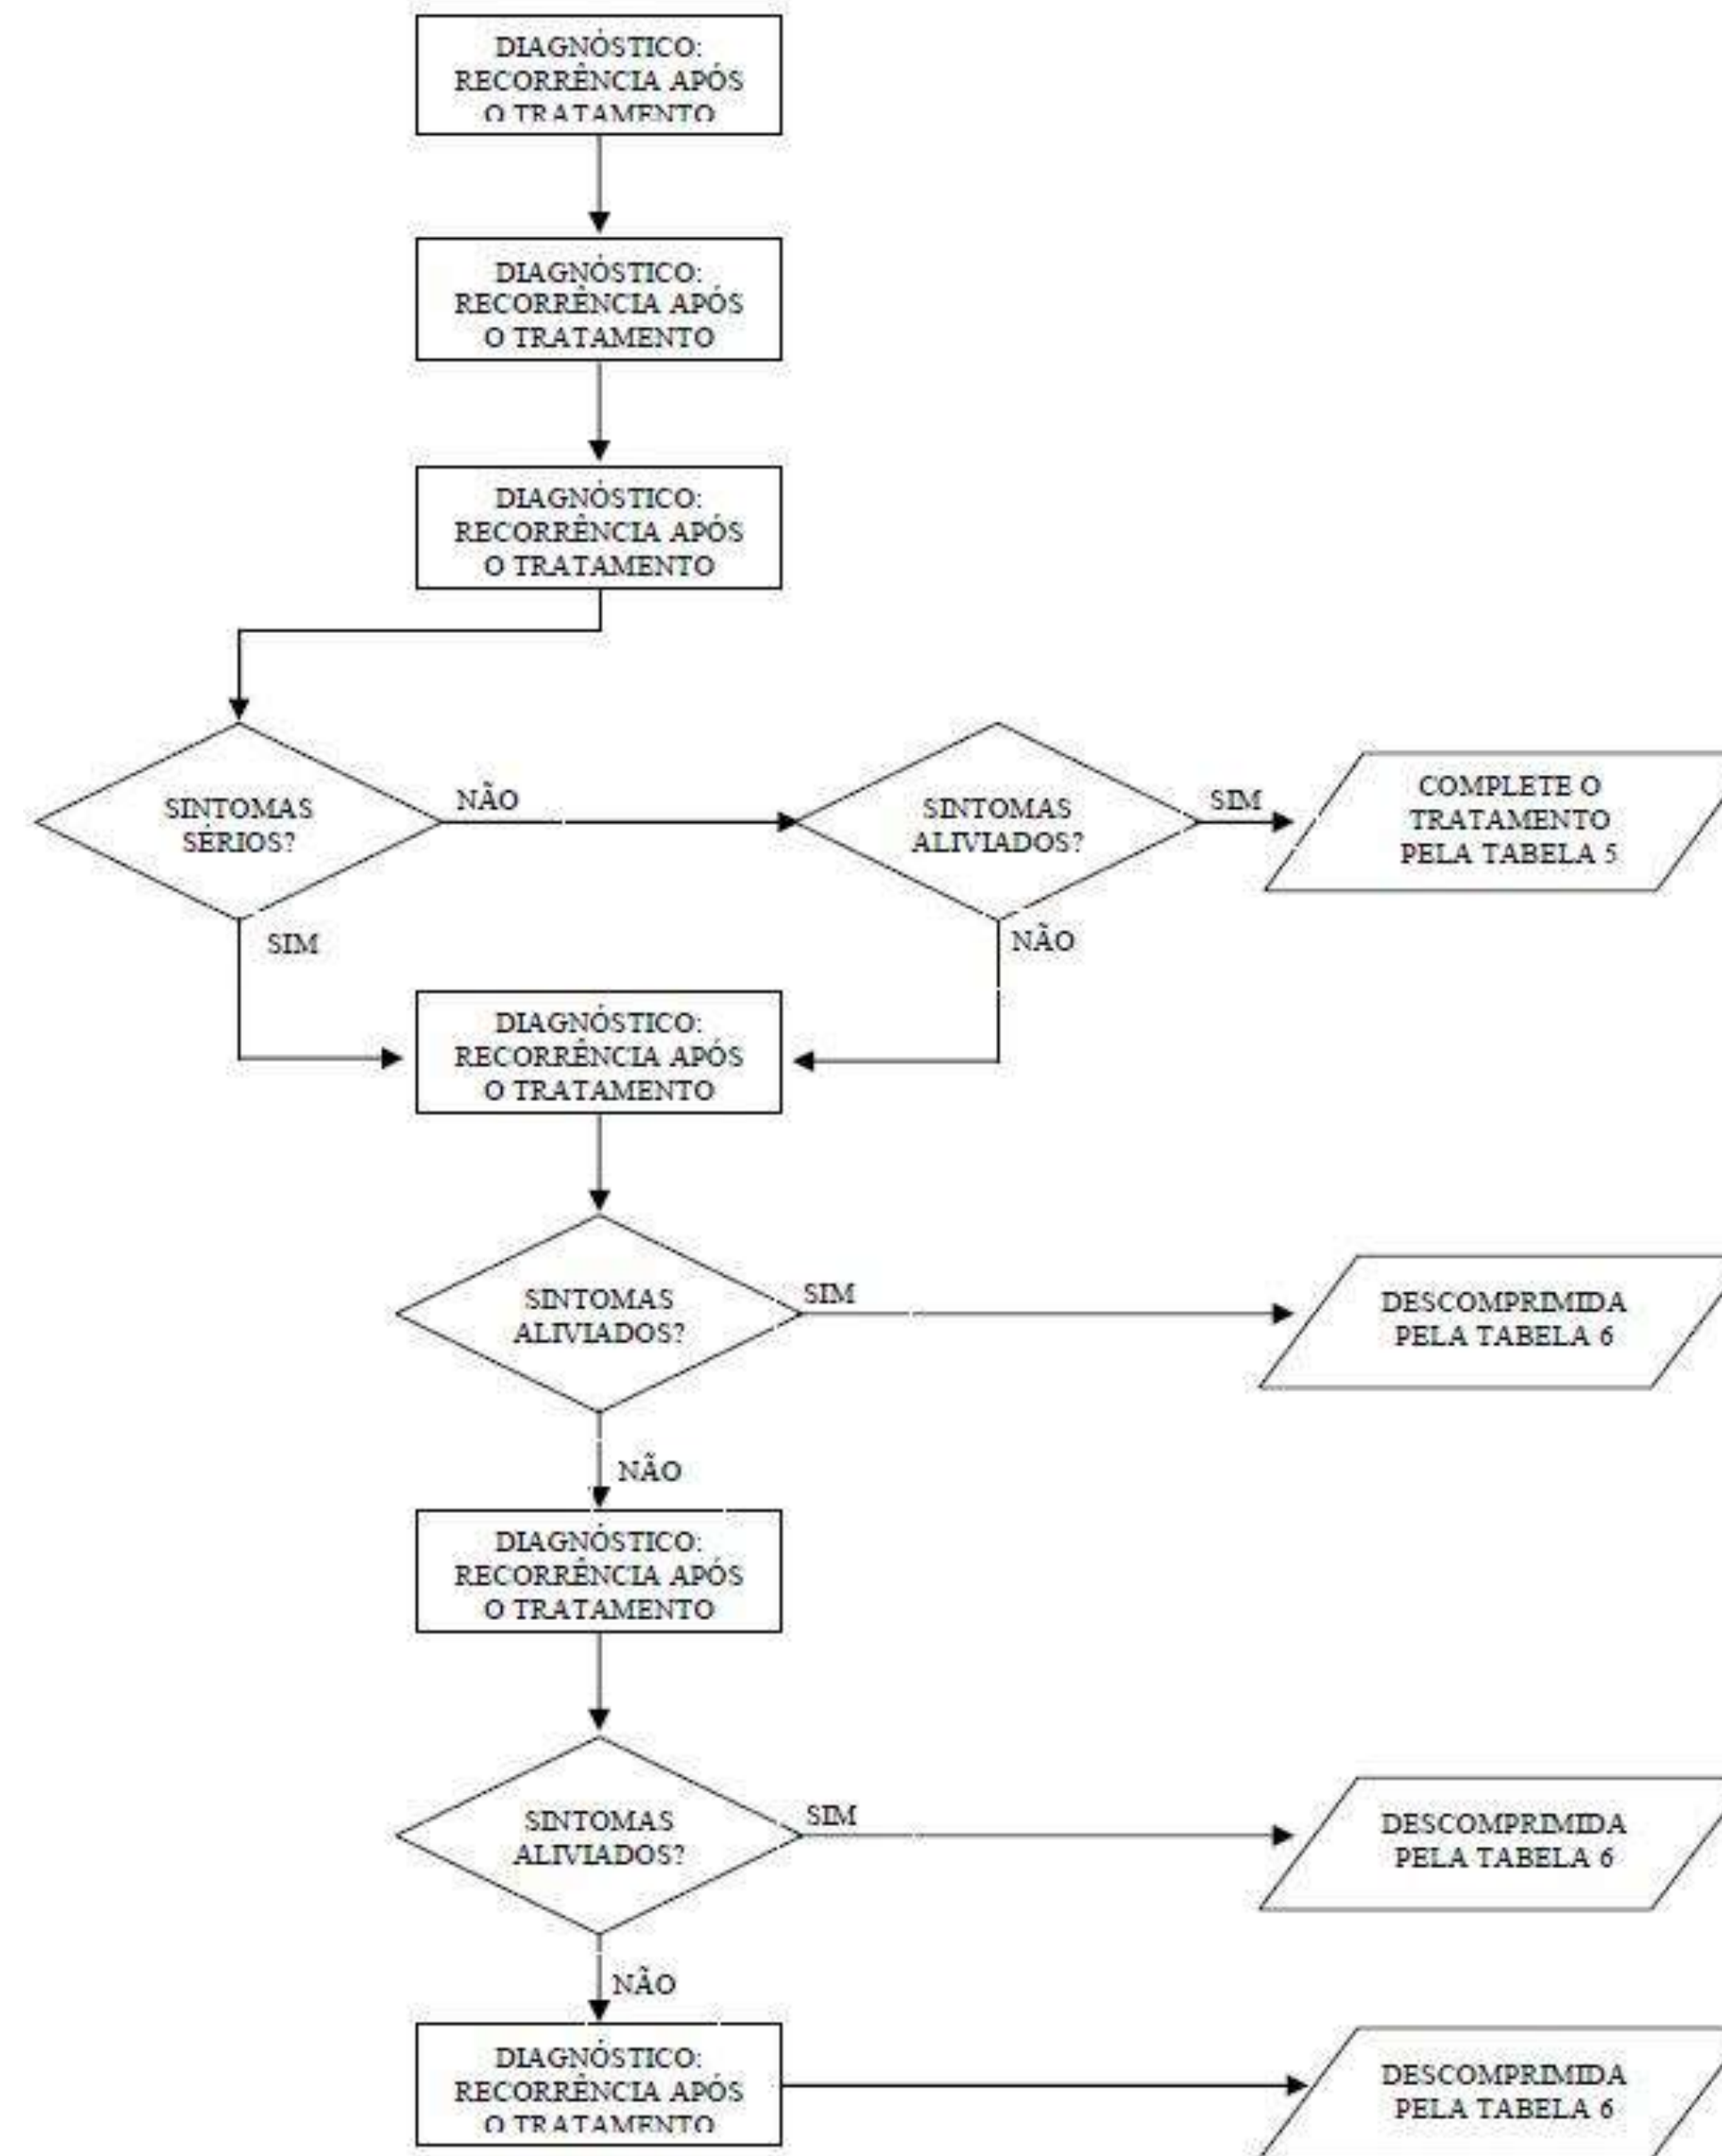 DIAGNÓSTICO:
RECORRÊNCIA APÓS
O TRATAMENTO
DIAGNÓSTICO:
RECORRÊNCIA APÓS
O TRATAMENTO
DIAGNÓSTICO:
RECORRÊNCIA APÓS
O TRATAMENTO
SINTOMAS
SÉRIOS?
NÃO
SINTOMAS
ALIVIADOS?
SIM
COMPLETE O
TRATAMENTO
PELA TABELA 5
SIM
NÃO
DIAGNÓSTICO:
RECORRÊNCIA APÓS
O TRATAMENTO
SINTOMAS
ALIVIADOS?
SIM
DESCOMPRIMIDA
PELA TABELA 6
NÃO
DIAGNÓSTICO:
RECORRÊNCIA APÓS
O TRATAMENTO
SINTOMAS
ALIVIADOS?
SIM
DESCOMPRIMIDA
PELA TABELA 6
NÃO
DIAGNÓSTICO:
RECORRÊNCIA APÓS
O TRATAMENTO
DESCOMPRIMIDA
PELA TABELA 6